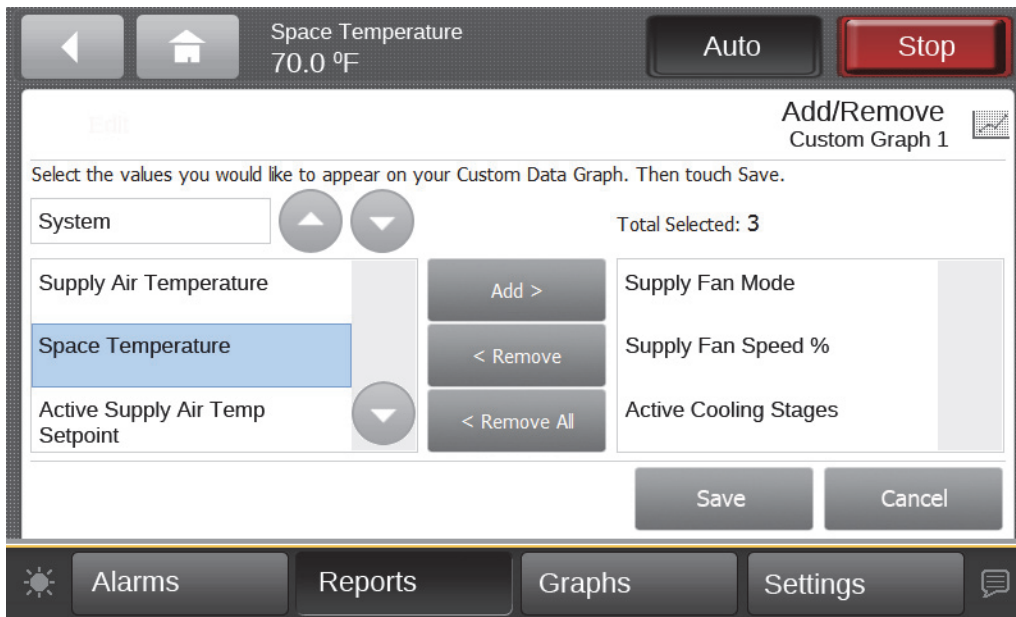 Space Temperature
70.0 ⁰F
Auto
Stop
Edit
Add/Remove
Custom Graph 1
Select the values you would like to appear on your Custom Data Graph. Then touch Save.
System
Total Selected: 3
Supply Air Temperature
Space Temperature
Active Supply Air Temp
Setpoint
Add >
< Remove
< Remove All
Supply Fan Mode
Supply Fan Speed %
Active Cooling Stages
Save
Cancel
Alarms
Reports
Graphs
Settings